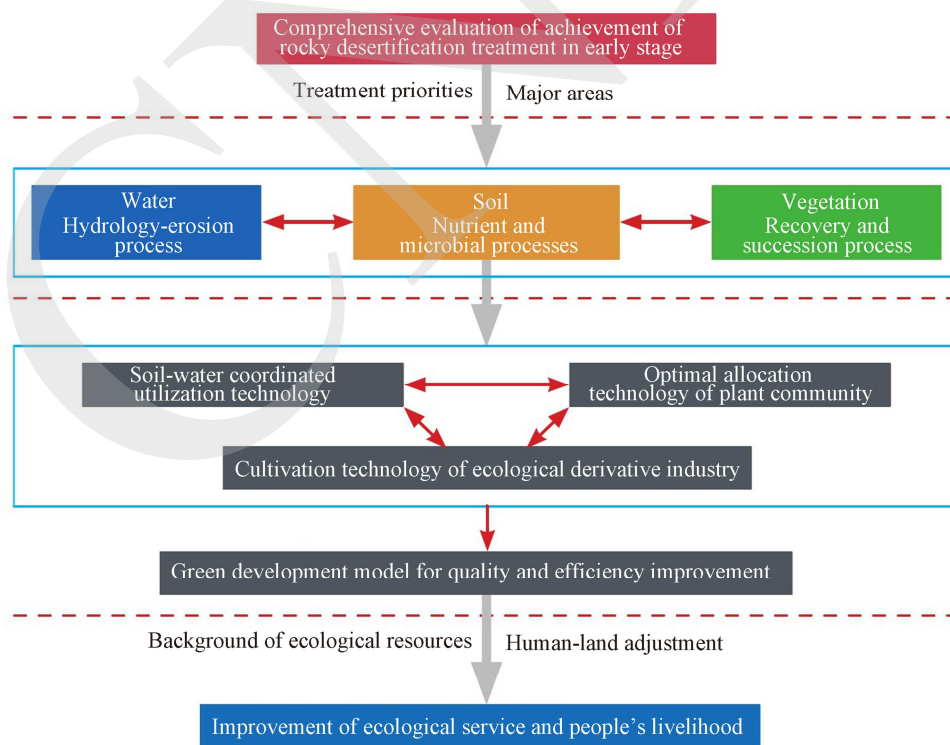 Comprehensive evaluation of achievement of
rocky desertification treatment in early stage
Treatment priorities
Major areas
Water
Hydrology-erosion
process
Soil
Nutrient and
microbial processes
Vegetation
Recovery and
succession process
Soil-water coordinated
utilization technology
Optimal allocation
technology of plant community
Cultivation technology of ecological derivative industry
Green development model for quality and efficiency improvement
Background of ecological resources
Human-land adjustment
Improvement of ecological service and people's livelihood